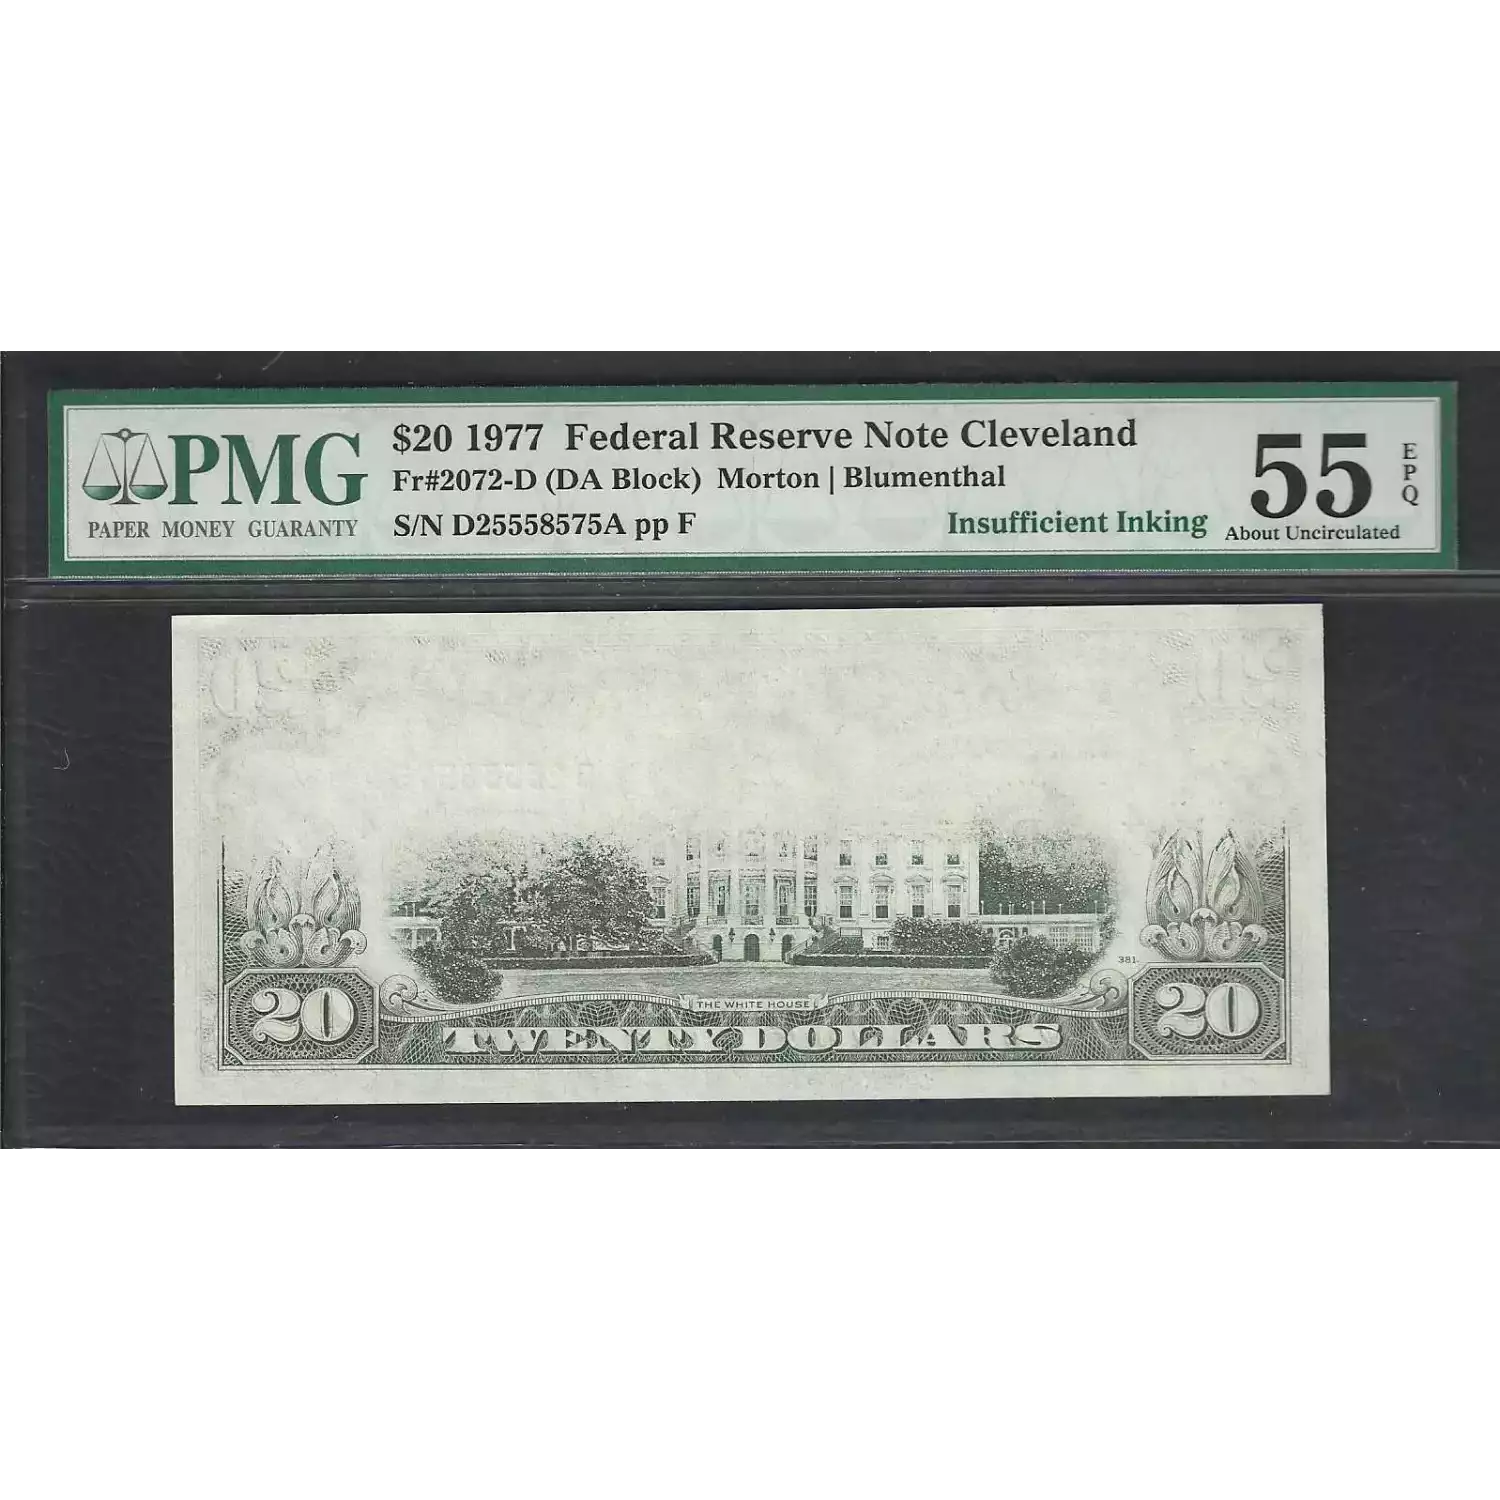 PMG
PAPER MONEY GUARANTY
$20 1977 Federal Reserve Note Cleveland
Fr#2072-D (DA Block) Morton | Blumenthal
S/N D25558575A pp F
Insufficient Inking
55
EPQ
About Uncirculated
381
THE WHITE HOUSE
20 TWENTY DOLLARS 20